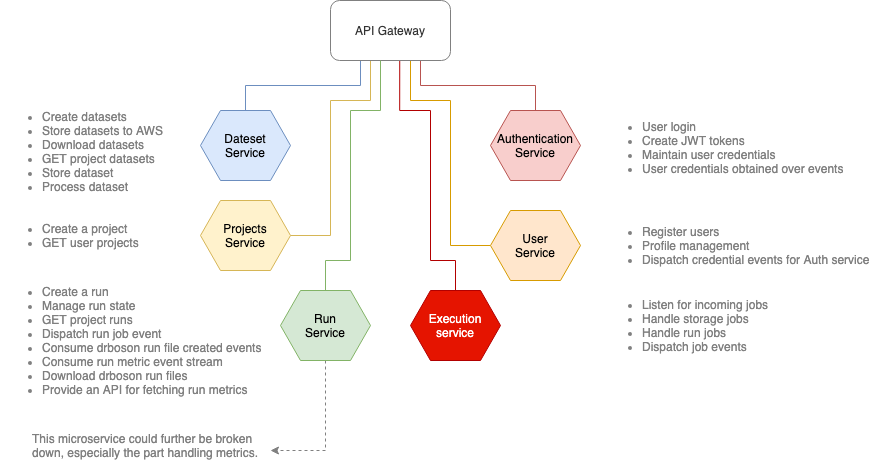 API Gateway
Dateset
Service
• Create datasets
• Store datasets to AWS
• Download datasets
• GET project datasets
• Store dataset
• Process dataset
Authentication
Service
• User login
• Create JWT tokens
• Maintain user credentials
• User credentials obtained over events
Projects
Service
• Create a project
• GET user projects
User
Service
• Register users
• Profile management
• Dispatch credential events for Auth service
Run
Service
• Create a run
• Manage run state
• GET project runs
• Dispatch run job event
• Consume drboson run file created events
• Consume run metric event stream
• Download drboson run files
• Provide an API for fetching run metrics
Execution
service
• Listen for incoming jobs
• Handle storage jobs
• Handle run jobs
• Dispatch job events
This microservice could further be broken
down, especially the part handling metrics.